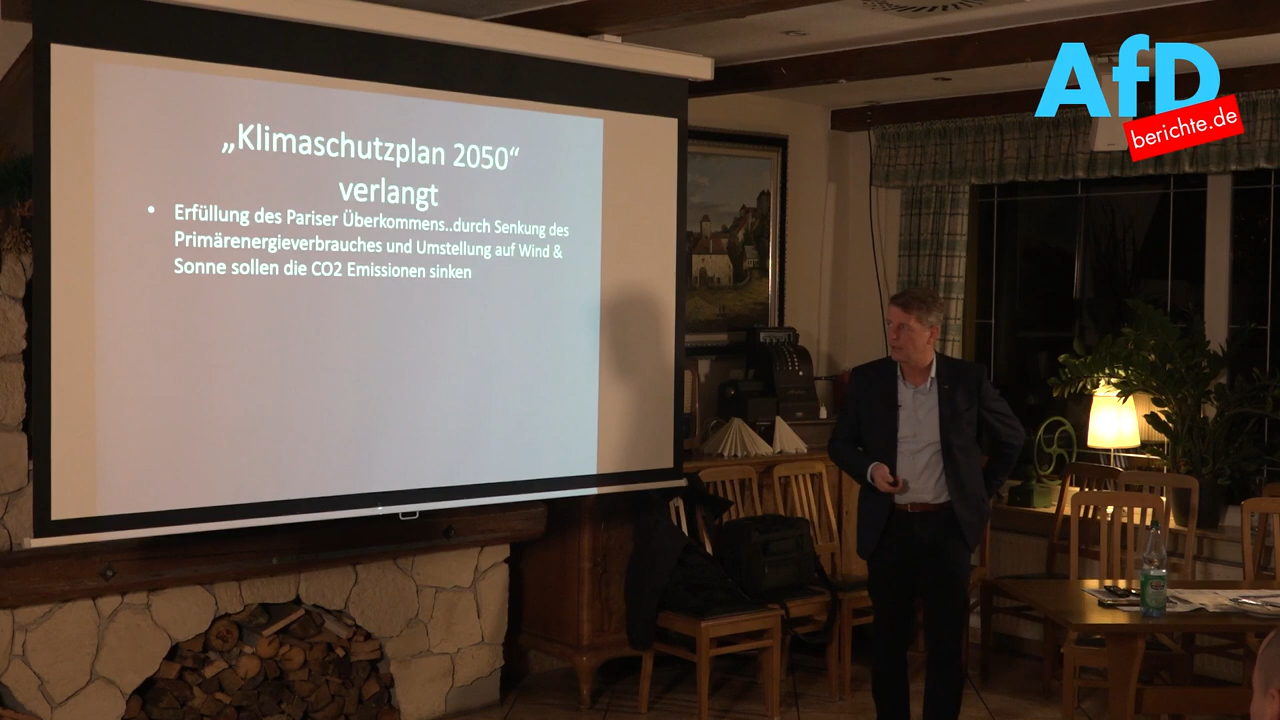 „Klimaschutzplan 2050“
verlangt
• Erfüllung des Pariser Überkommens..durch Senkung des
Primärenergieverbrauches und Umstellung auf Wind &
Sonne sollen die CO2 Emissionen sinken
AfD
berichte.de